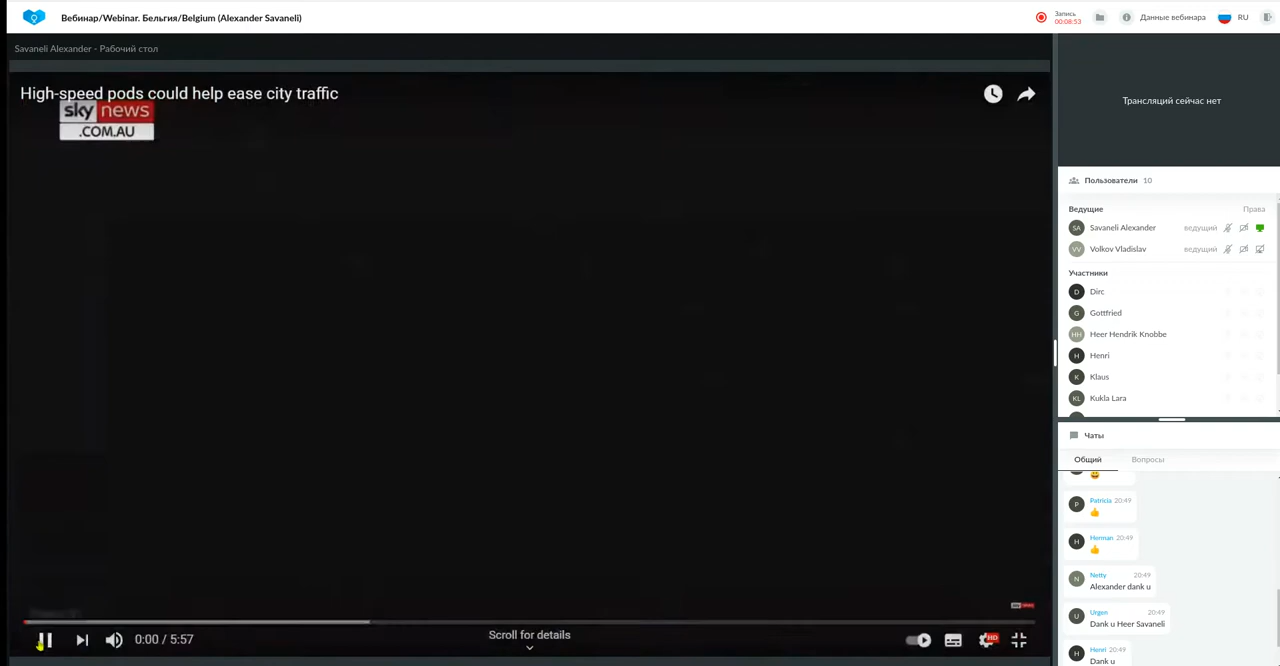 Вебинар/Webinar. Бельгия/Belgium (Alexander Savaneli)
Запись
00:08:53
Данные вебинара
RU
Savaneli Alexander - Рабочий стол
High-speed pods could help ease city traffic
sky news
.COM.AU
0:00 / 5:57
Scroll for details
HD
Трансляций сейчас нет
Пользователи 10
Ведущие
Права
SA Savaneli Alexander ведущий
VV Volkov Vladislav ведущий
Участники
D Dirc
G Gottfried
HH Heer Hendrik Knobbe
H Henri
K Klaus
KL Kukla Lara
Чаты
Общий
Вопросы
P Patricia 20:49
👍
H Herman 20:49
👍
N Netty 20:49
Alexander dank u
U Urgen 20:49
Dank u Heer Savaneli
H Henri 20:49
Dank u